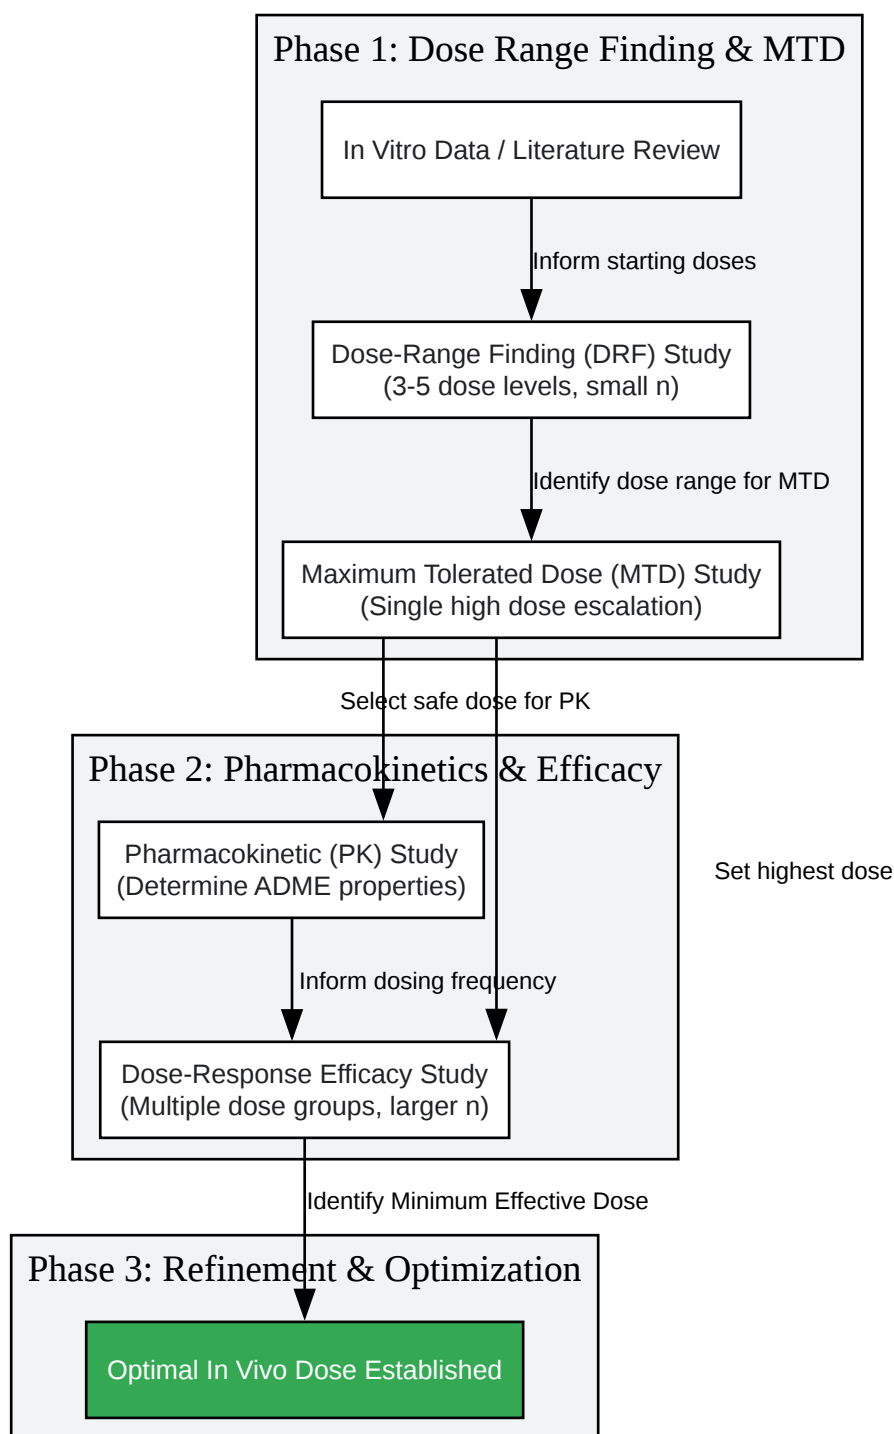 Phase 1: Dose Range Finding & MTD
In Vitro Data / Literature Review
Inform starting doses
Dose-Range Finding (DRF) Study
(3-5 dose levels, small n)
Identify dose range for MTD
Maximum Tolerated Dose (MTD) Study
(Single high dose escalation)
Select safe dose for PK
Phase 2: Pharmacokinetics & Efficacy
Pharmacokinetic (PK) Study
(Determine ADME properties)
Set highest dose
Inform dosing frequency
Dose-Response Efficacy Study
(Multiple dose groups, larger n)
Identify Minimum Effective Dose
Phase 3: Refinement & Optimization
Optimal In Vivo Dose Established